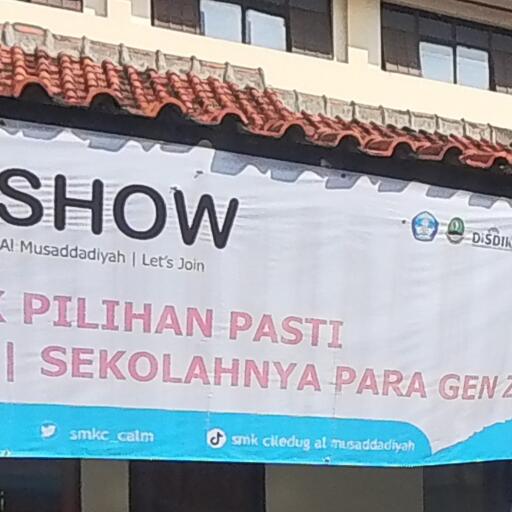 SHOW
Al Musaddadiyah | Let's Join
DiSDIK
K PILIHAN PASTI
| SEKOLAHNYA PARA GEN Z
smkc_calm
smk ciledug al musaddadiyah